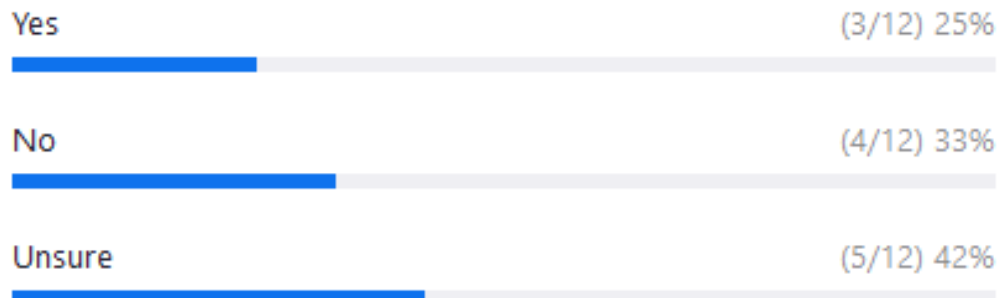 Yes (3/12) 25%
No (4/12) 33%
Unsure (5/12) 42%